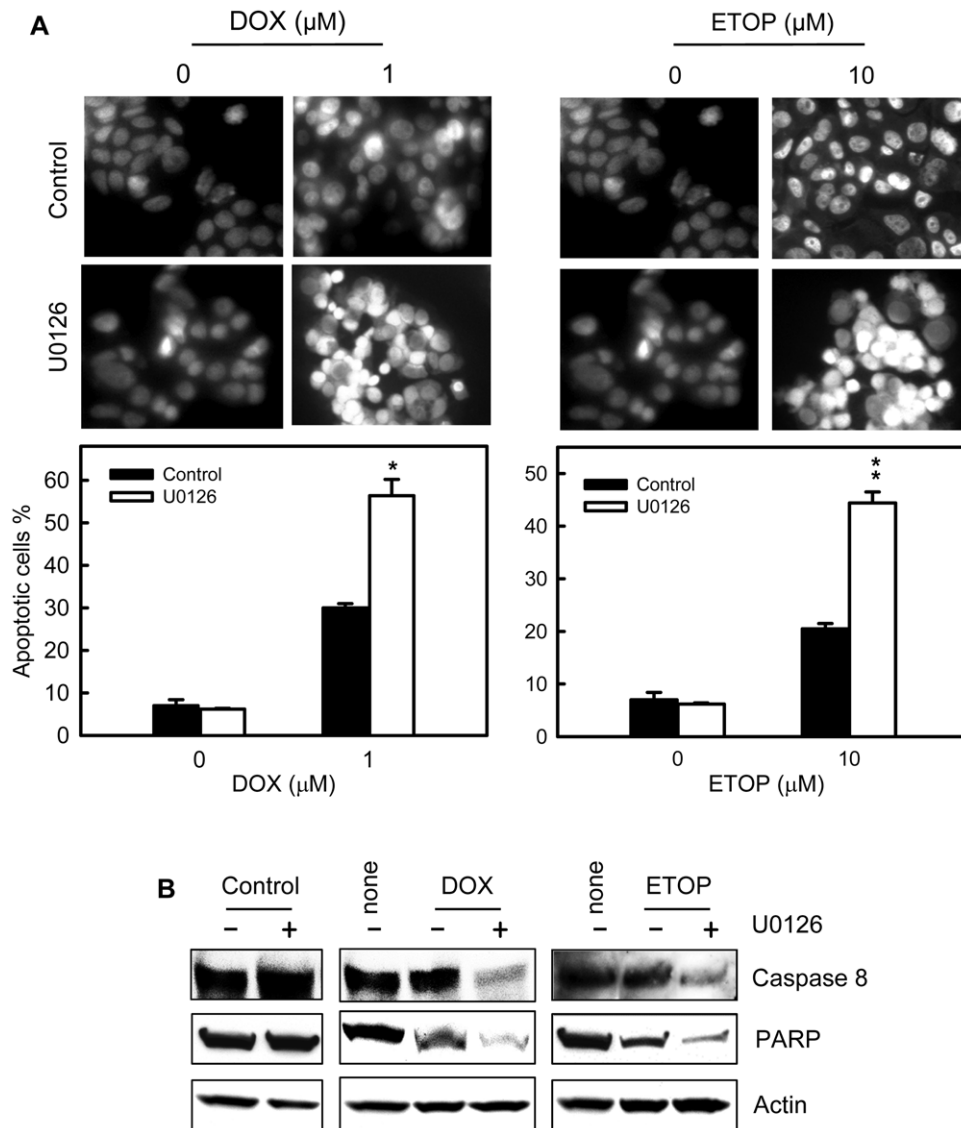 A
DOX (µM)
ETOP (µM)
0
1
0
10
Control
U0126
Control
U0126
*
Apoptotic cells %
60
50
40
30
20
10
0
0
1
DOX (µM)
* *
Control
U0126
50
40
30
20
10
0
0
10
ETOP (µM)
B
Control
none
DOX
none
ETOP
− +
− − +
− − +
U0126
Caspase 8
PARP
Actin